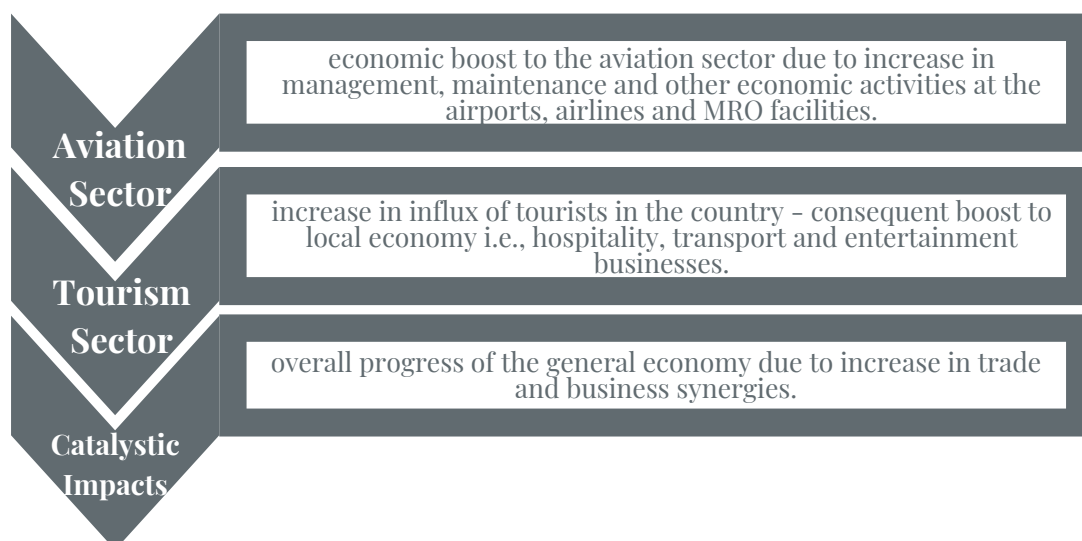 Aviation
Sector
economic boost to the aviation sector due to increase in
management, maintenance and other economic activities at the
airports, airlines and MRO facilities.
Tourism
Sector
increase in influx of tourists in the country - consequent boost to
local economy i.e., hospitality, transport and entertainment
businesses.
Catalystic
Impacts
overall progress of the general economy due to increase in trade
and business synergies.